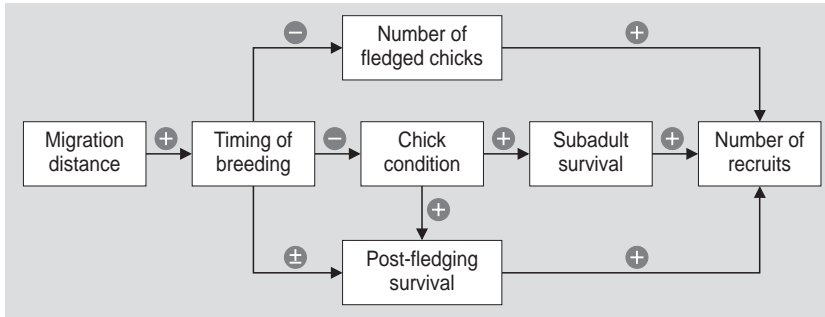 Number of
fledged chicks
Migration
distance
Timing of
breeding
Chick
condition
Subadult
survival
Number of
recruits
Post-fledging
survival
−
+
+
−
+
+
+
±
+